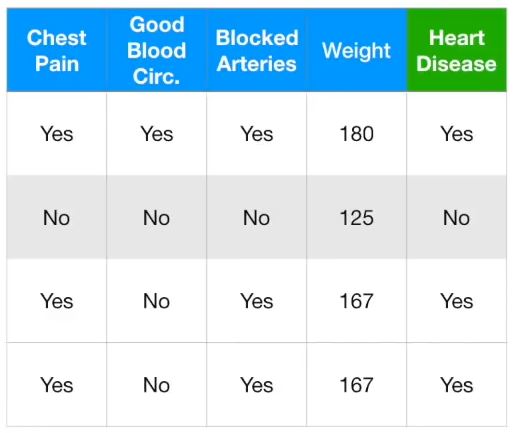 Chest Pain | Good Blood Circ. | Blocked Arteries | Weight | Heart Disease
Yes | Yes | Yes | 180 | Yes
No | No | No | 125 | No
Yes | No | Yes | 167 | Yes
Yes | No | Yes | 167 | Yes